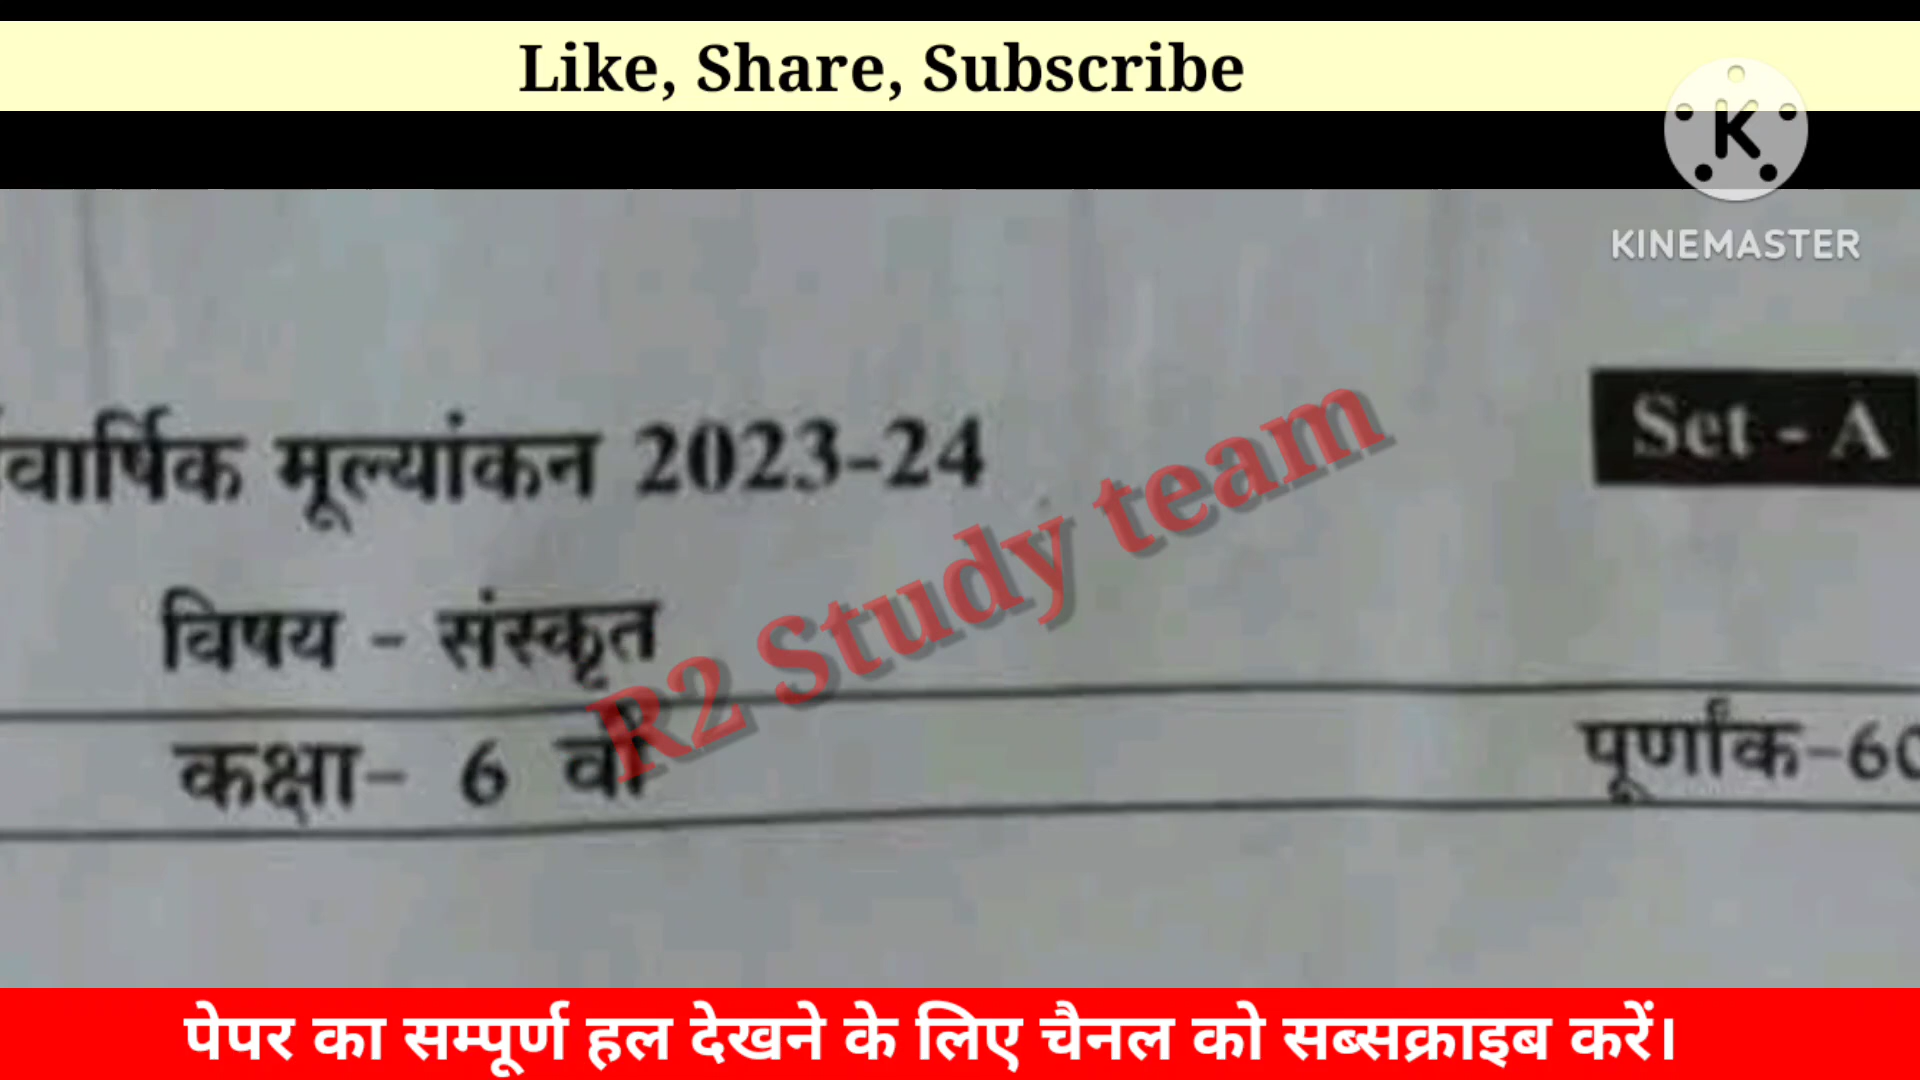 Like, Share, Subscribe
K
KINEMASTER
र्वार्षिक मूल्यांकन 2023-24
Set - A
विषय - संस्कृत
R2 Study team
कक्षा- 6 वीं
पूर्णांक-60
पेपर का सम्पूर्ण हल देखने के लिए चैनल को सब्सक्राइब करें।